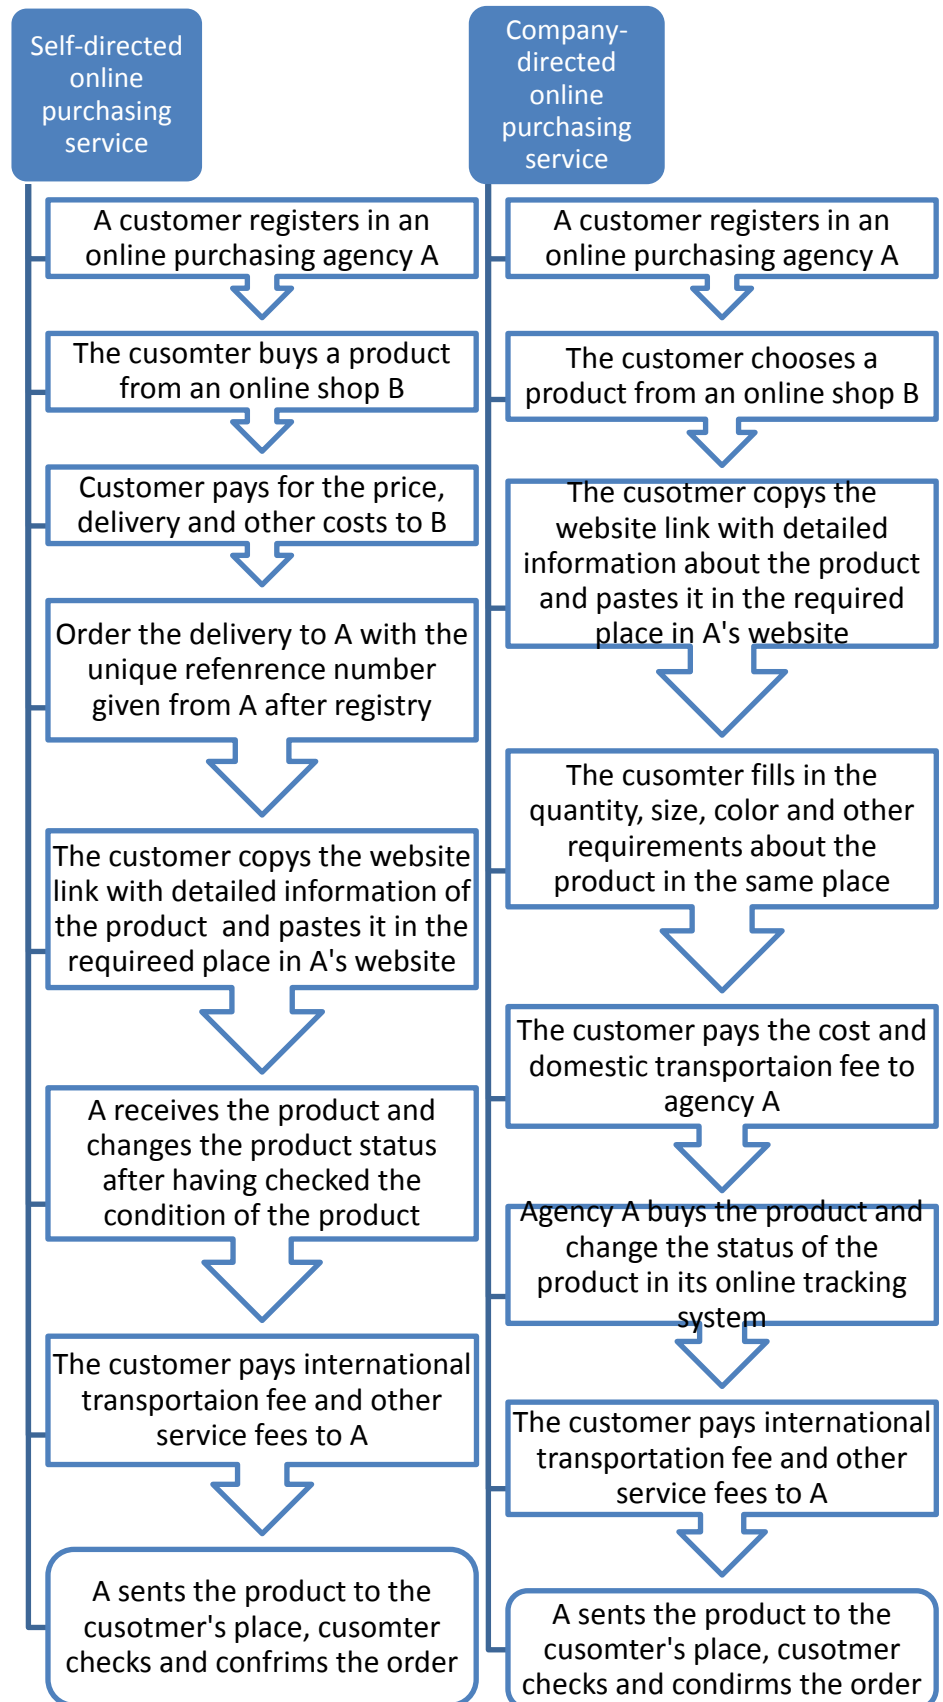 Self-directed
online
purchasing
service
A customer registers in an
online purchasing agency A
The cusomter buys a product
from an online shop B
Customer pays for the price,
delivery and other costs to B
Order the delivery to A with the
unique refenrence number
given from A after registry
The customer copys the website
link with detailed information of
the product and pastes it in the
requireed place in A's website
A receives the product and
changes the product status
after having checked the
condition of the product
The customer pays international
transportaion fee and other
service fees to A
A sents the product to the
cusotmer's place, cusomter
checks and confrims the order
Company-
directed
online
purchasing
service
A customer registers in an
online purchasing agency A
The customer chooses a
product from an online shop B
The cusotmer copys the
website link with detailed
information about the product
and pastes it in the required
place in A's website
The cusomter fills in the
quantity, size, color and other
requirements about the
product in the same place
The customer pays the cost and
domestic transportaion fee to
agency A
Agency A buys the product and
change the status of the
product in its online tracking
system
The customer pays international
transportation fee and other
service fees to A
A sents the product to the
cusomter's place, cusotmer
checks and condirms the order